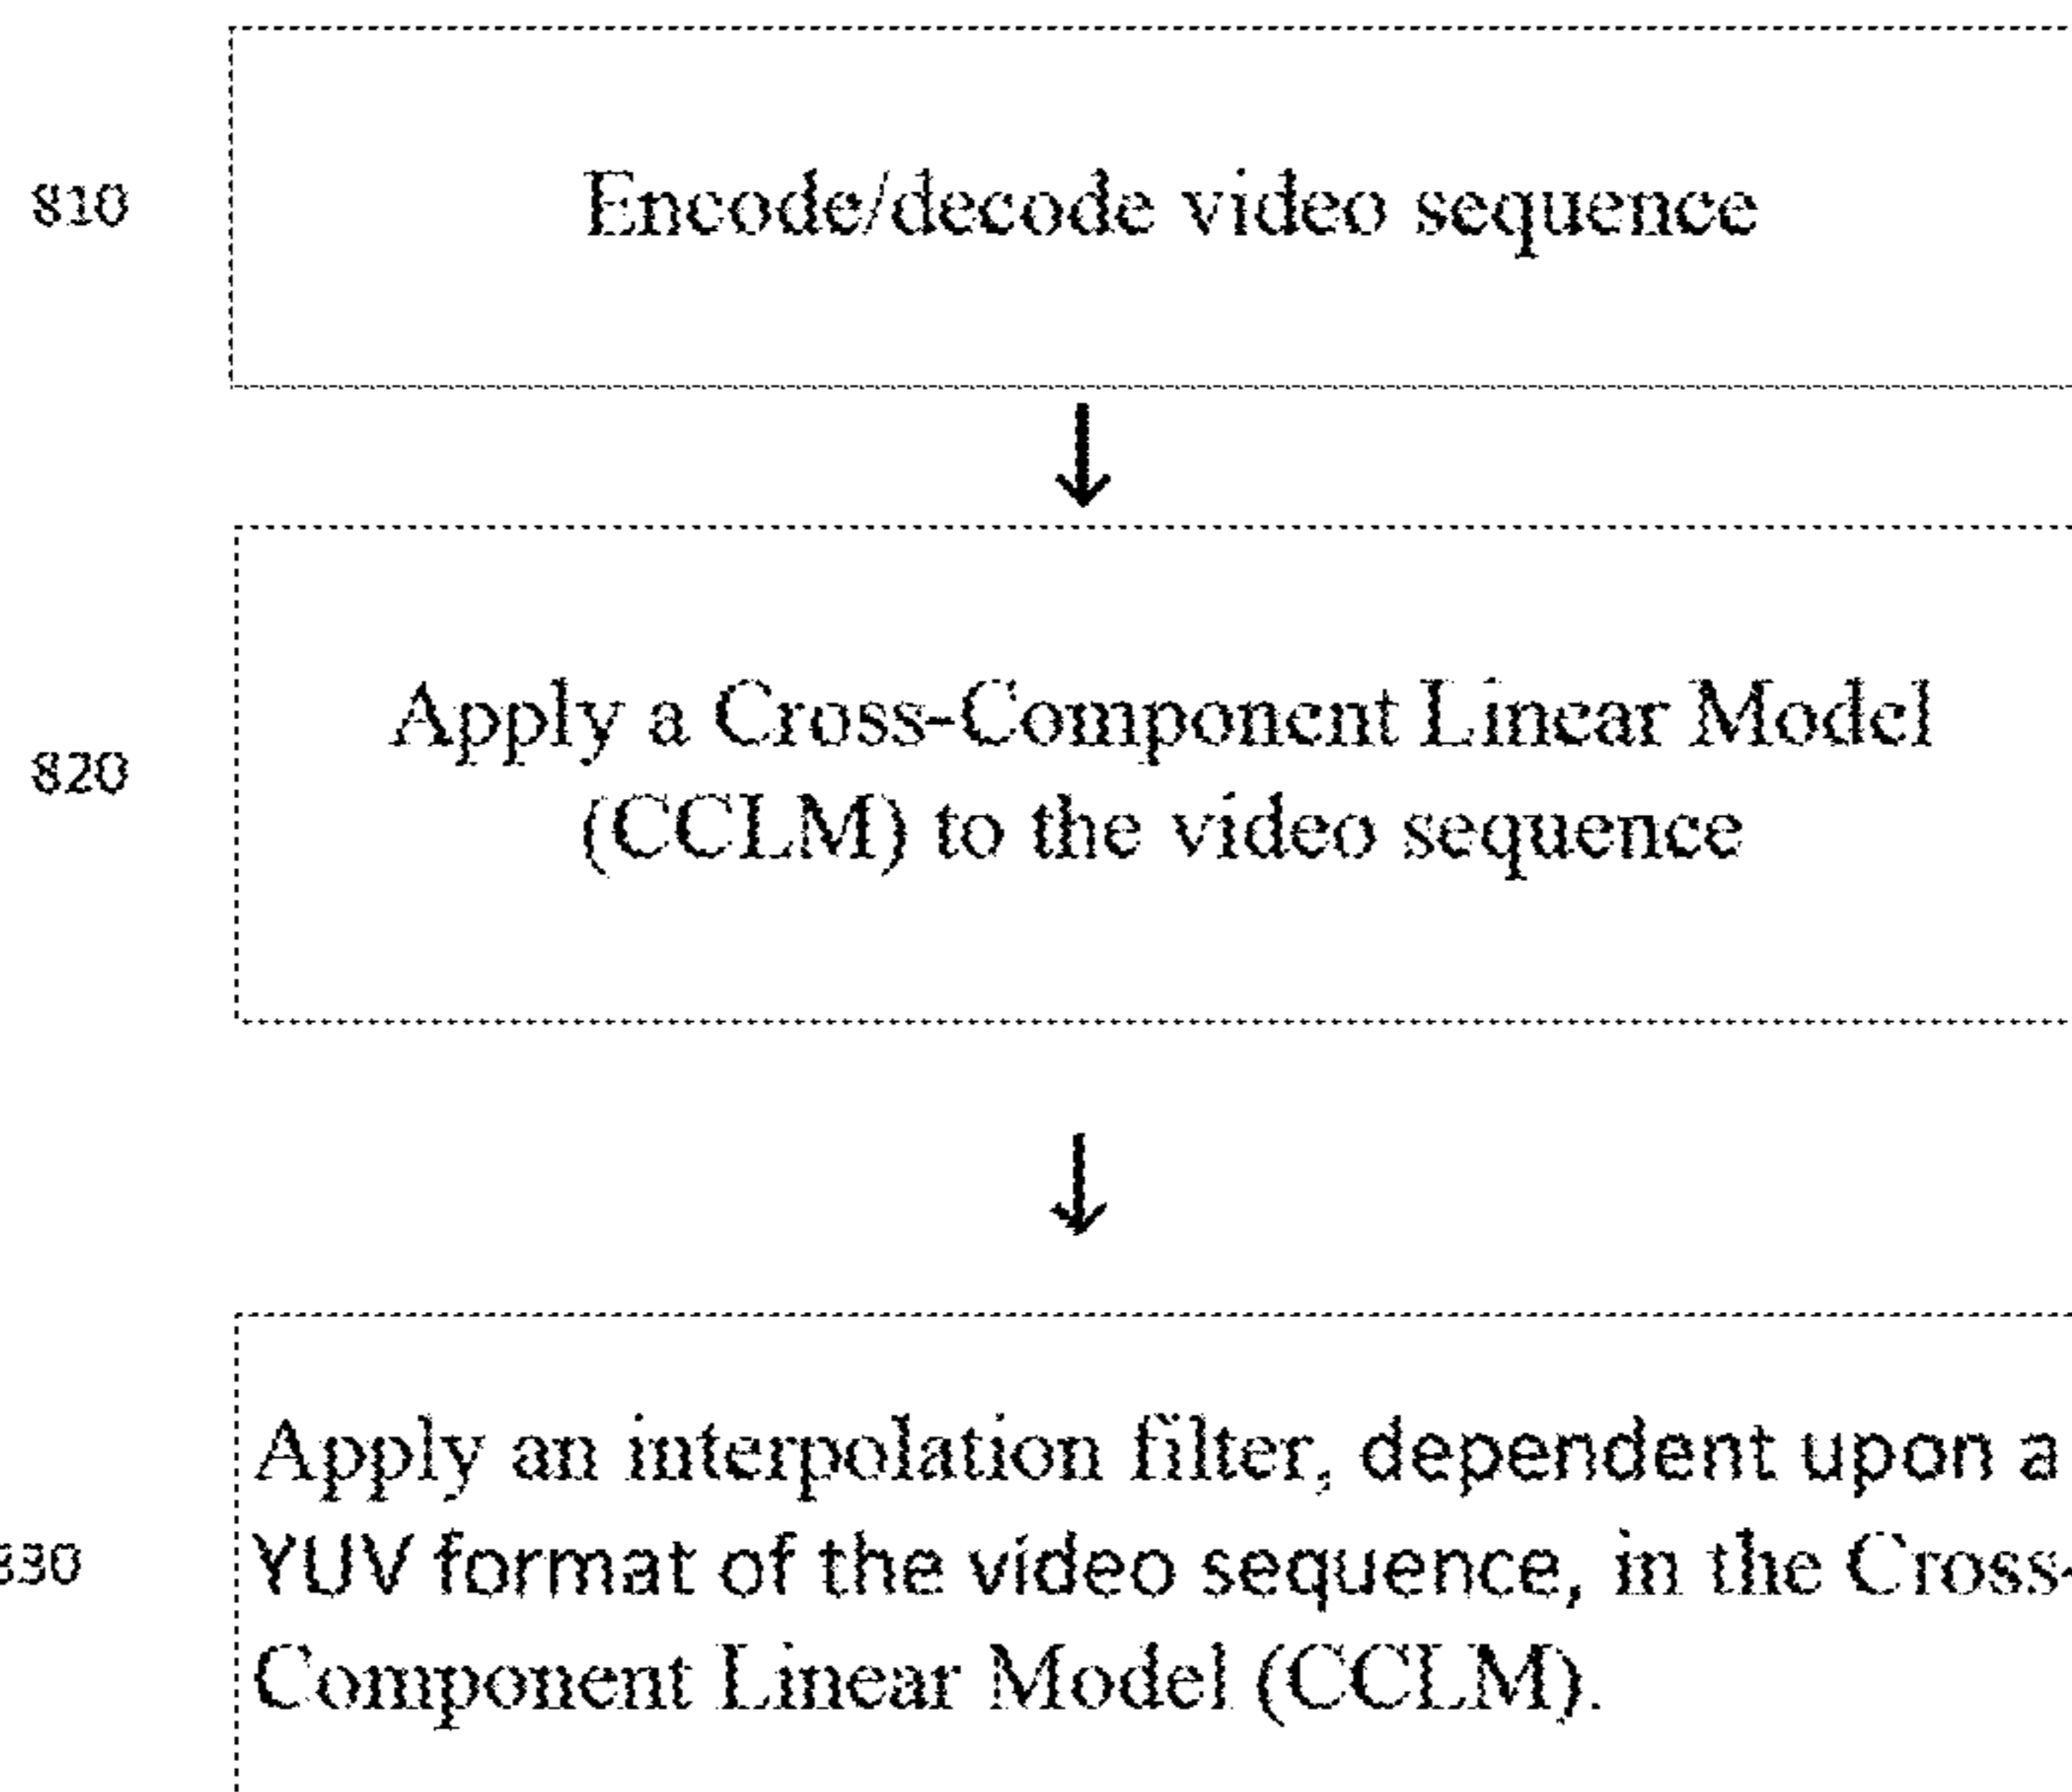 810
Encode/decode video sequence
820
Apply a Cross-Component Linear Model
(CCLM) to the video sequence
830
Apply an interpolation filter, dependent upon a
YUV format of the video sequence, in the Cross-
Component Linear Model (CCLM).